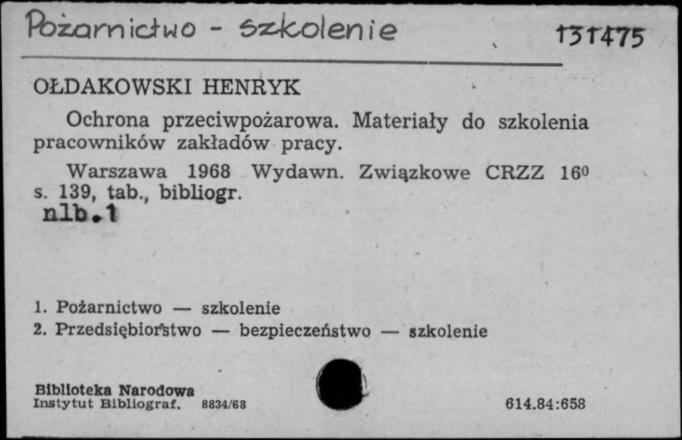 Pożarnictwo - szkolenie 131475
OŁDAKOWSKI HENRYK
Ochrona przeciwpożarowa. Materiały do szkolenia
pracowników zakładów pracy.
Warszawa 1968 Wydawn. Związkowe CRZZ 16⁰
s. 139, tab., bibliogr.
nlb.1
1. Pożarnictwo — szkolenie
2. Przedsiębiorstwo — bezpieczeństwo — szkolenie
Biblioteka Narodowa
Instytut Bibliograf. 8834/68 614.84:658